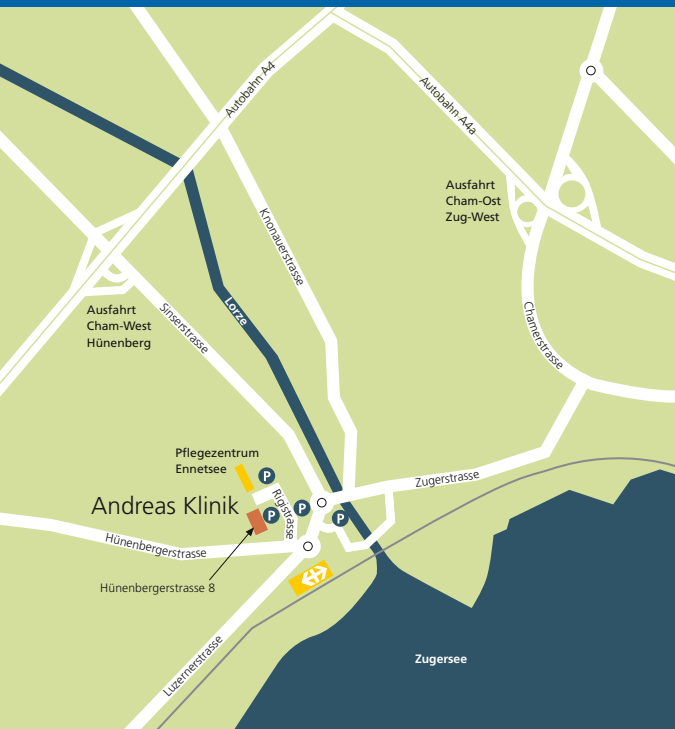 Autobahn A4
Autobahn A4a
Ausfahrt
Cham-Ost
Zug-West
Knonauerstrasse
Lorze
Ausfahrt
Cham-West
Hünenberg
Sinserstrasse
Chamerstrasse
Pflegezentrum
Ennetsee
P
Zugerstrasse
Andreas Klinik
Rigistrasse
P
P
P
Hünenbergerstrasse
Hünenbergerstrasse 8
Luzernerstrasse
Zugersee